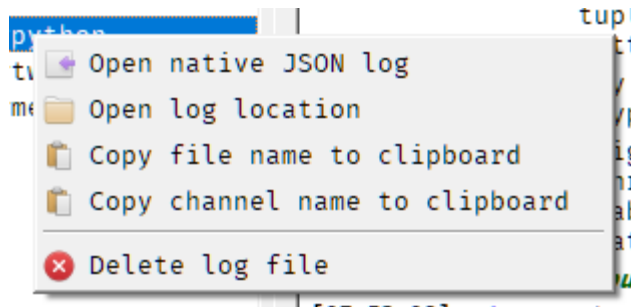 tup
python
Open native JSON log
Open log location
Copy file name to clipboard
Copy channel name to clipboard
Delete log file